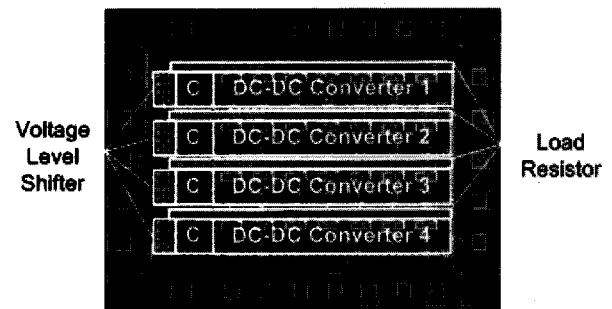 C DC-DC Converter 1
C DC-DC Converter 2
Voltage
Level
Shifter
Load
Resistor
C DC-DC Converter 3
C DC-DC Converter 4